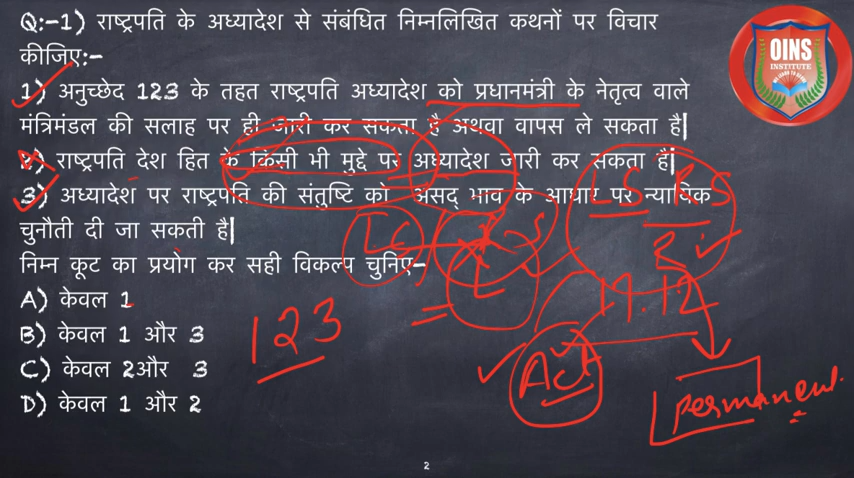 Q:-1) राष्ट्रपति के अध्यादेश से संबंधित निम्नलिखित कथनों पर विचार
कीजिए:-
1) अनुच्छेद 123 के तहत राष्ट्रपति अध्यादेश को प्रधानमंत्री के नेतृत्व वाले
मंत्रिमंडल की सलाह पर ही जारी कर सकता है अथवा वापस ले सकता है|
2) राष्ट्रपति देश हित के किसी भी मुद्दे पर अध्यादेश जारी कर सकता है|
3) अध्यादेश पर राष्ट्रपति की संतुष्टि को असद् भाव के आधार पर न्यायिक
चुनौती दी जा सकती है|
निम्न कूट का प्रयोग कर सही विकल्प चुनिए-
A) केवल 1
B) केवल 1 और 3
C) केवल 2और 3
D) केवल 1 और 2
OINS
INSTITUTE
LS RS
LS
123
Act
permanent.
2